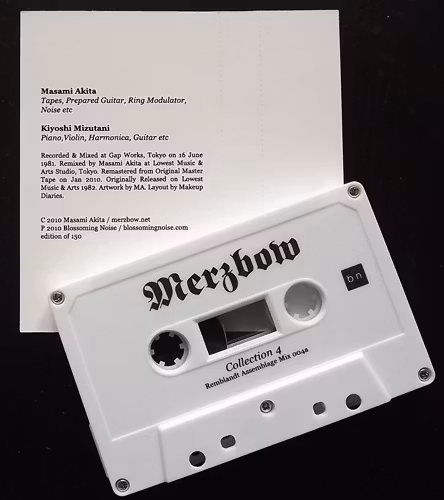 Masami Akita
Tapes, Prepared Guitar, Ring Modulator,
Noise etc
Kiyoshi Mizutani
Piano,Violin, Harmonica, Guitar etc
Recorded & Mixed at Gap Works, Tokyo on 16 June
1981. Remixed by Masami Akita at Lowest Music &
Arts Studio, Tokyo. Remastered from Original Master
Tape on Jan 2010. Originally Released on Lowest
Music & Arts 1982. Artwork by MA. Layout by Makeup
Diaries.
C 2010 Masami Akita / merzbow.net
P 2010 Blossoming Noise / blossomingnoise.com
edition of 150
Merzbow
bn
Collection 4
Remblandt Assemblage Mix 004a